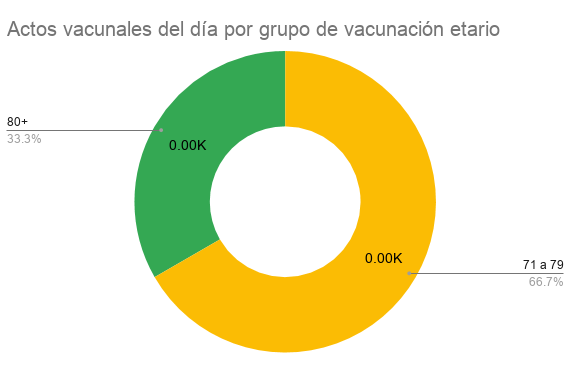 Actos vacunales del día por grupo de vacunación etario
80+
33.3%
0.00K
0.00K
71 a 79
66.7%